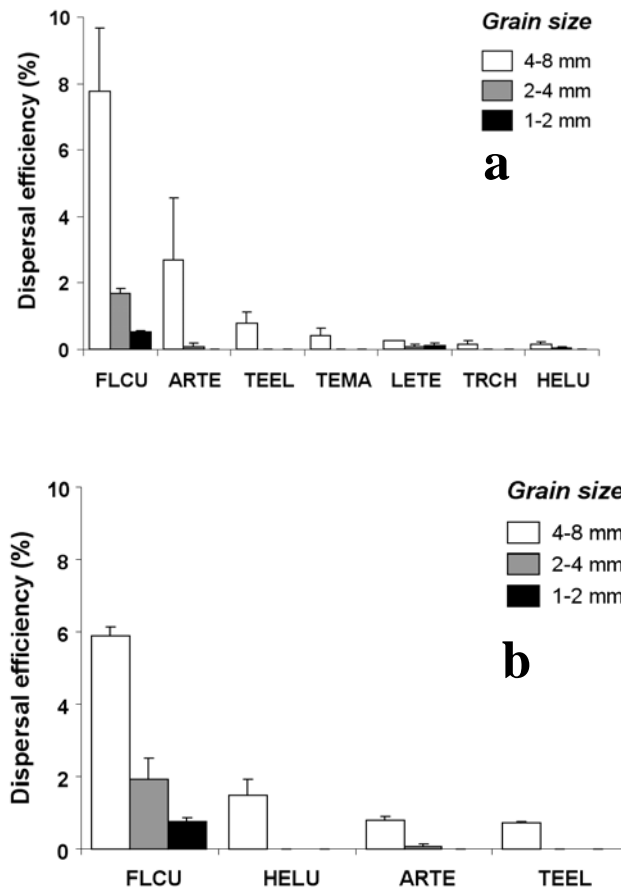 Dispersal efficiency (%)
10
8
6
4
2
0
Grain size
4-8 mm
2-4 mm
1-2 mm
a
FLCU ARTE TEEL TEMA LETE TRCH HELU
Dispersal efficiency (%)
10
8
6
4
2
0
Grain size
4-8 mm
2-4 mm
1-2 mm
b
FLCU HELU ARTE TEEL